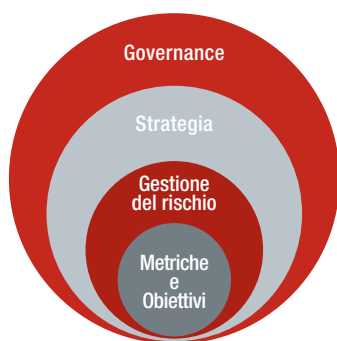 Governance
Strategia
Gestione
del rischio
Metriche
e
Obiettivi